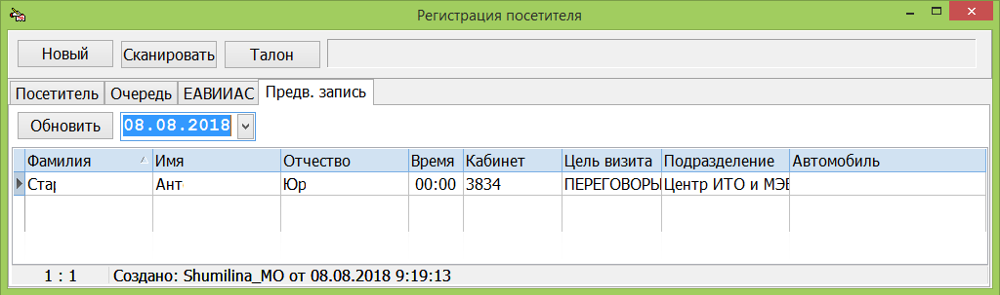 Регистрация посетителя
Новый Сканировать Талон
Посетитель Очередь ЕАВИИАС Предв. запись
Обновить 08.08.2018
Фамилия Имя Отчество Время Кабинет Цель визита Подразделение Автомобиль
Стар Ант Юр 00:00 3834 ПЕРЕГОВОРЫ Центр ИТО и МЭВ
1 : 1 Создано: Shumilina_MO от 08.08.2018 9:19:13